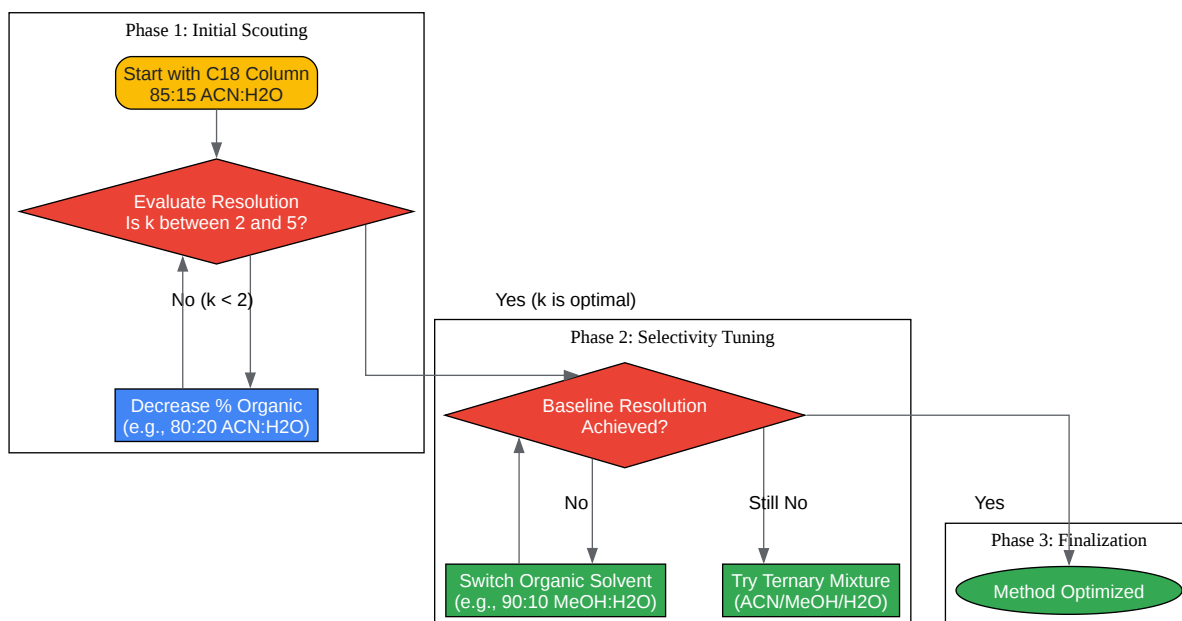 Phase 1: Initial Scouting
Start with C18 Column
85:15 ACN:H2O
Evaluate Resolution
Is k between 2 and 5?
No (k < 2)
Decrease % Organic
(e.g., 80:20 ACN:H2O)
Yes (k is optimal)
Phase 2: Selectivity Tuning
Baseline Resolution
Achieved?
No
Still No
Switch Organic Solvent
(e.g., 90:10 MeOH:H2O)
Try Ternary Mixture
(ACN/MeOH/H2O)
Yes
Phase 3: Finalization
Method Optimized